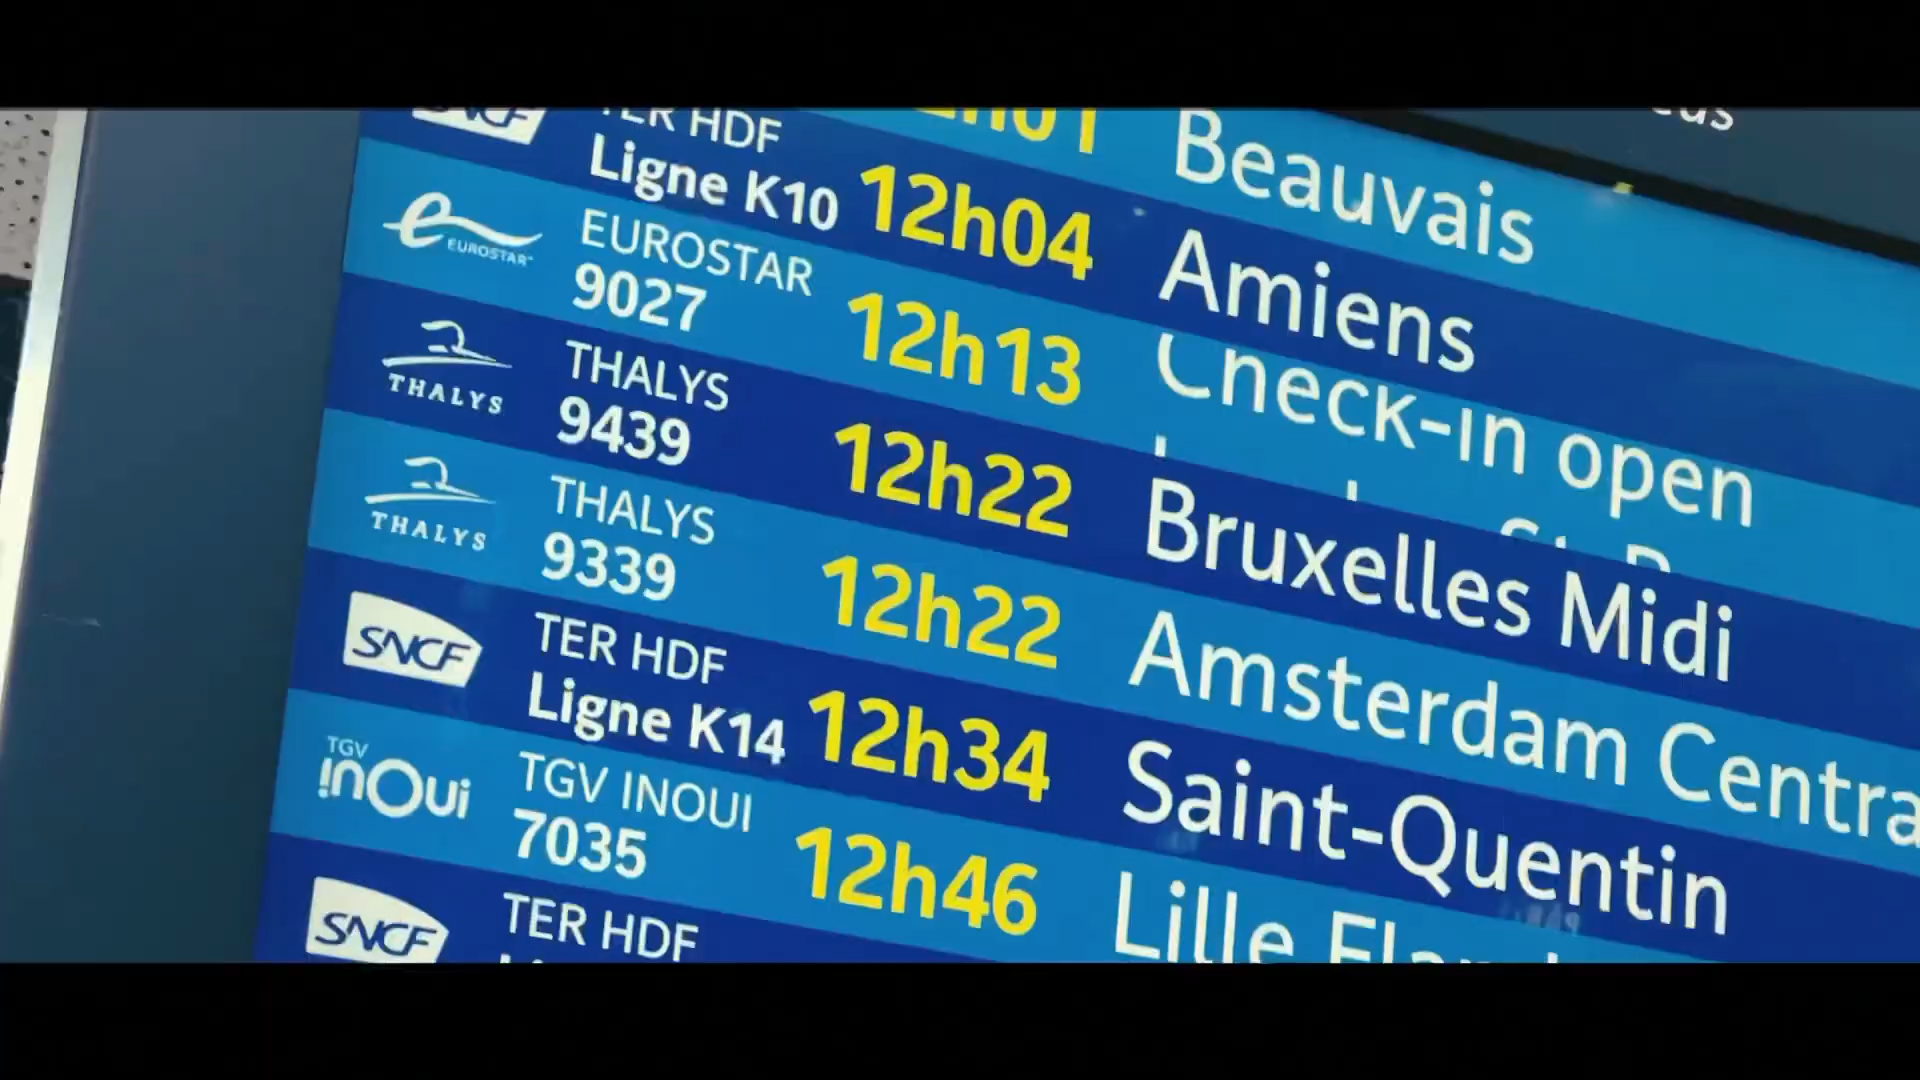 Beauvais
SNCF TER HDF
Ligne K10 12h04 Amiens
EUROSTAR EUROSTAR
9027 12h13 Check-in open
THALYS THALYS
9439 12h22 Bruxelles Midi
THALYS THALYS
9339 12h22 Amsterdam Centra
SNCF TER HDF
Ligne K14 12h34 Saint-Quentin
TGV inOui TGV INOUI
7035 12h46 Lille
SNCF TER HDF